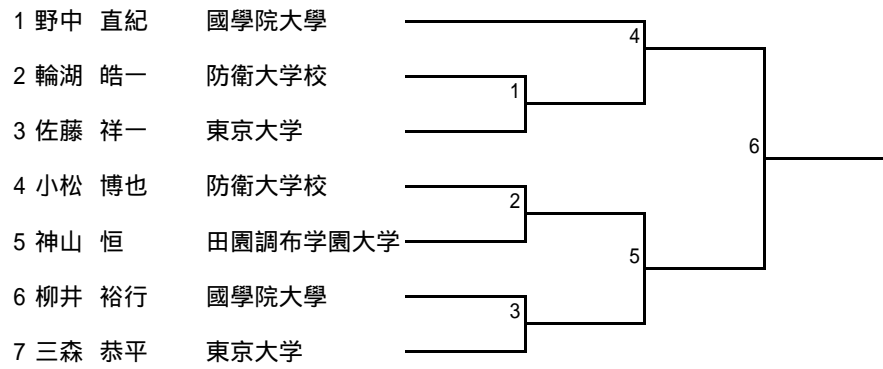 1 野中 直紀 國學院大學
4
2 輪湖 皓一 防衛大学校
1
3 佐藤 祥一 東京大学
6
4 小松 博也 防衛大学校
2
5 神山 恒 田園調布学園大学
5
6 柳井 裕行 國學院大學
3
7 三森 恭平 東京大学